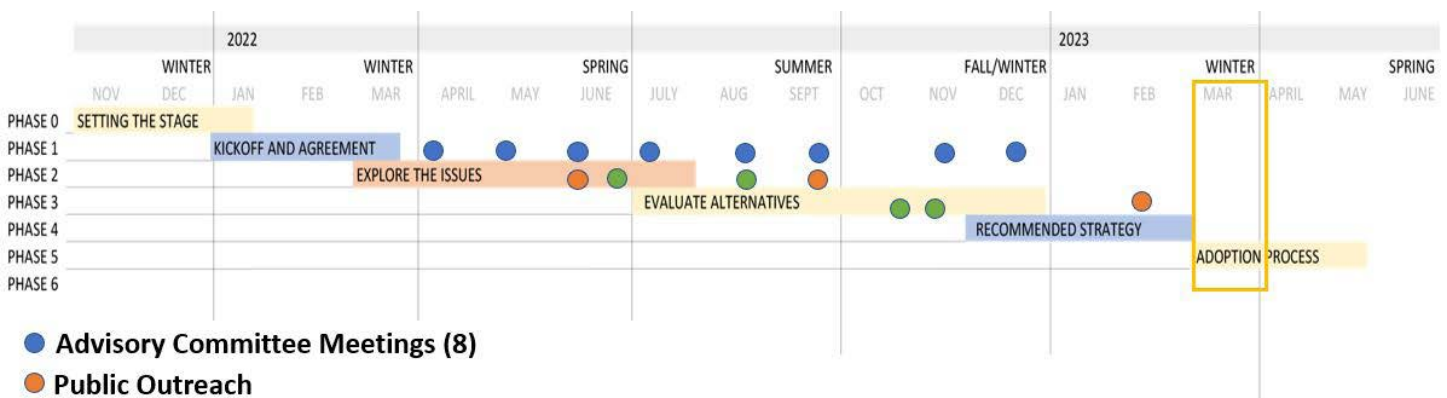 2022 2023
WINTER WINTER SPRING SUMMER FALL/WINTER WINTER SPRING
NOV DEC JAN FEB MAR APRIL MAY JUNE JULY AUG SEPT OCT NOV DEC JAN FEB MAR APRIL MAY JUNE
PHASE 0 SETTING THE STAGE
PHASE 1 KICKOFF AND AGREEMENT
PHASE 2 EXPLORE THE ISSUES
PHASE 3 EVALUATE ALTERNATIVES
PHASE 4 RECOMMENDED STRATEGY
PHASE 5 ADOPTION PROCESS
PHASE 6
Advisory Committee Meetings (8)
Public Outreach